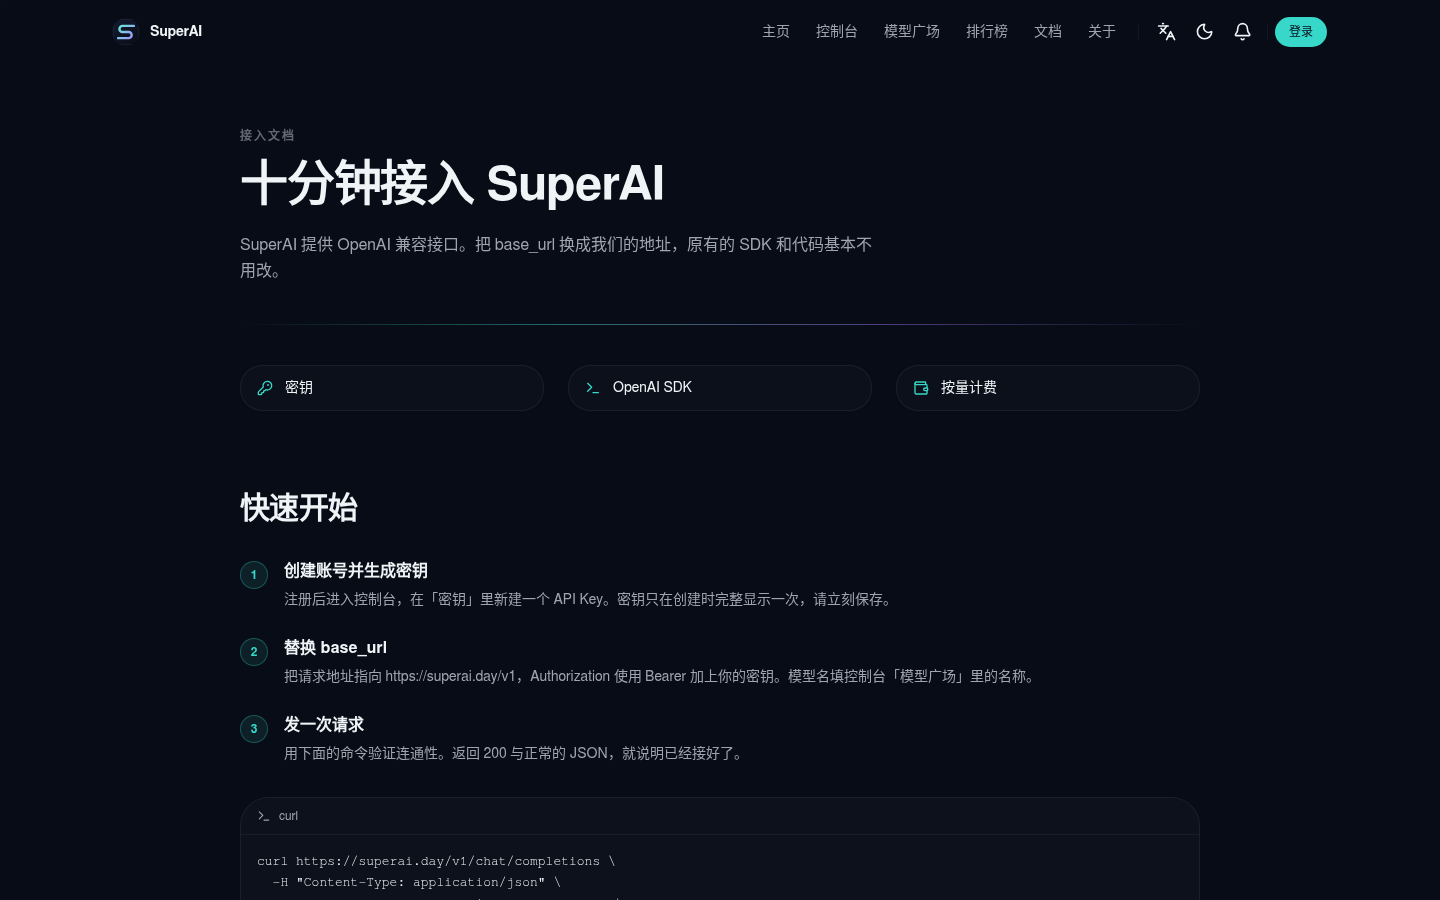 SuperAI
主页
控制台
模型广场
排行榜
文档
关于
登录
接入文档
十分钟接入 SuperAI
SuperAI 提供 OpenAI 兼容接口。把 base_url 换成我们的地址，原有的 SDK 和代码基本不
用改。
密钥
OpenAI SDK
按量计费
快速开始
1
创建账号并生成密钥
注册后进入控制台，在「密钥」里新建一个 API Key。密钥只在创建时完整显示一次，请立刻保存。
2
替换 base_url
把请求地址指向 https://superai.day/v1，Authorization 使用 Bearer 加上你的密钥。模型名填控制台「模型广场」里的名称。
3
发一次请求
用下面的命令验证连通性。返回 200 与正常的 JSON，就说明已经接好了。
curl
curl https://superai.day/v1/chat/completions \
-H "Content-Type: application/json" \